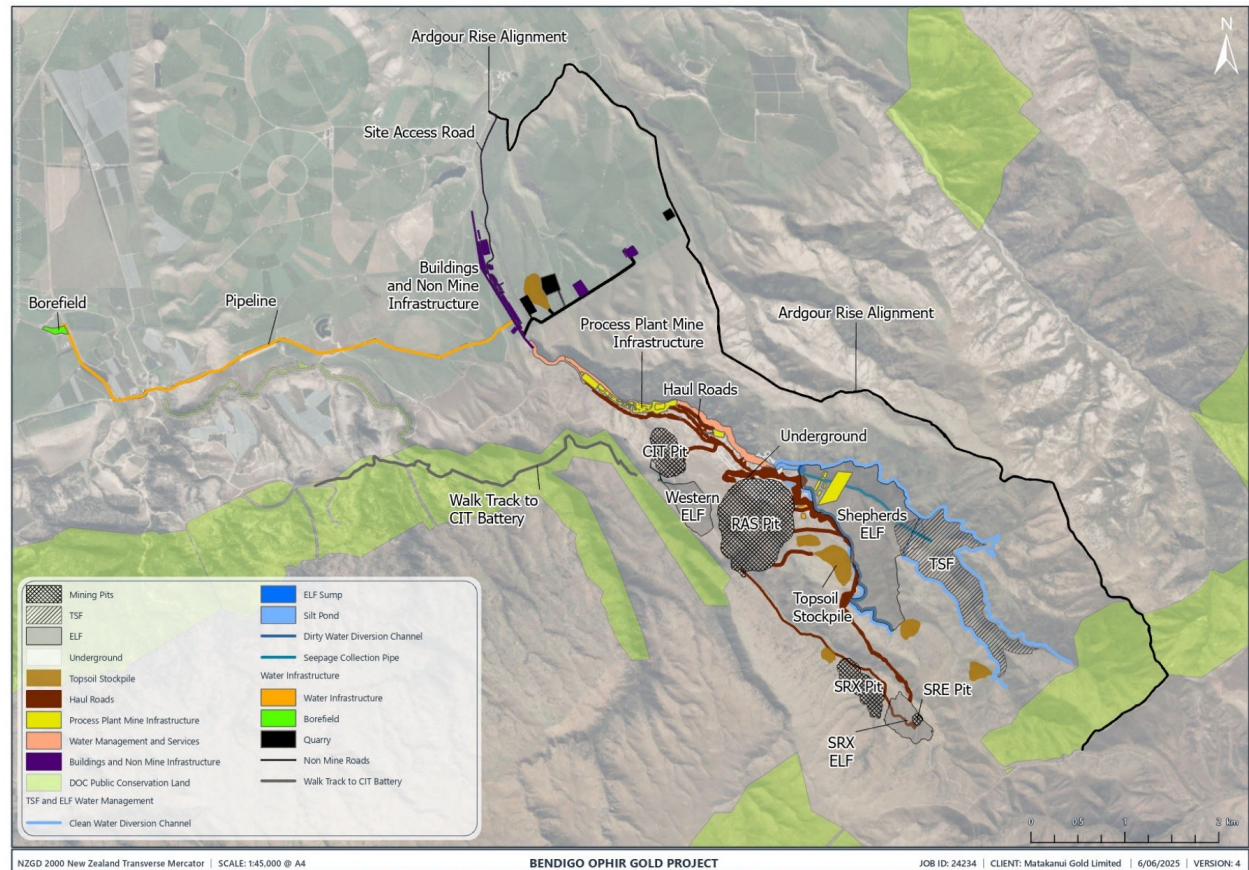 Ardgour Rise Alignment
N
Site Access Road
Buildings
and Non Mine
Infrastructure
Borefield
Pipeline
Ardgour Rise Alignment
Process Plant Mine
Infrastructure
Haul Roads
Underground
CIT Pit
Walk Track to
CIT Battery
Western
ELF
RAS Pit
Shepherds
ELF
TSF
Topsoil
Stockpile
SRX Pit
SRE Pit
SRX
ELF
Mining Pits
TSF
ELF
Underground
Topsoil Stockpile
Haul Roads
Process Plant Mine Infrastructure
Water Management and Services
Buildings and Non Mine Infrastructure
DOC Public Conservation Land
TSF and ELF Water Management
Clean Water Diversion Channel
ELF Sump
Silt Pond
Dirty Water Diversion Channel
Seepage Collection Pipe
Water Infrastructure
Water Infrastructure
Borefield
Quarry
Non Mine Roads
Walk Track to CIT Battery
0 0.5 1 2 km
NZGD 2000 New Zealand Transverse Mercator | SCALE: 1:45,000 @ A4
BENDIGO OPHIR GOLD PROJECT
JOB ID: 24234 | CLIENT: Matakanui Gold Limited | 6/06/2025 | VERSION: 4